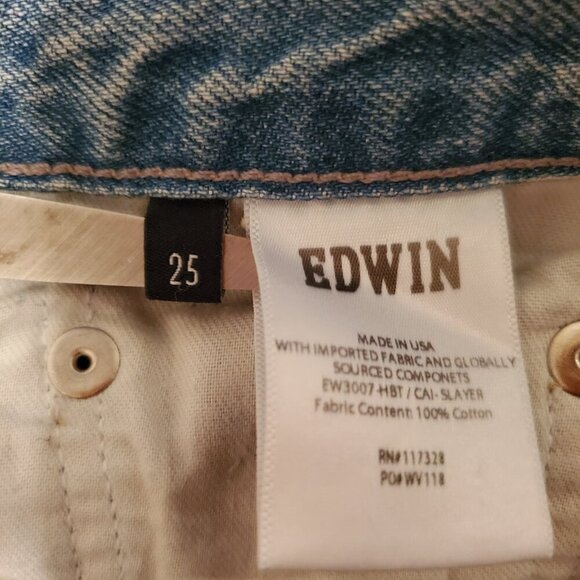 25
EDWIN
MADE IN USA
WITH IMPORTED FABRIC AND GLOBALLY
SOURCED COMPONETS
EW3007-HBT / CAI- SLAYER
Fabric Content: 100% Cotton
RN# 117328
PO# WV118